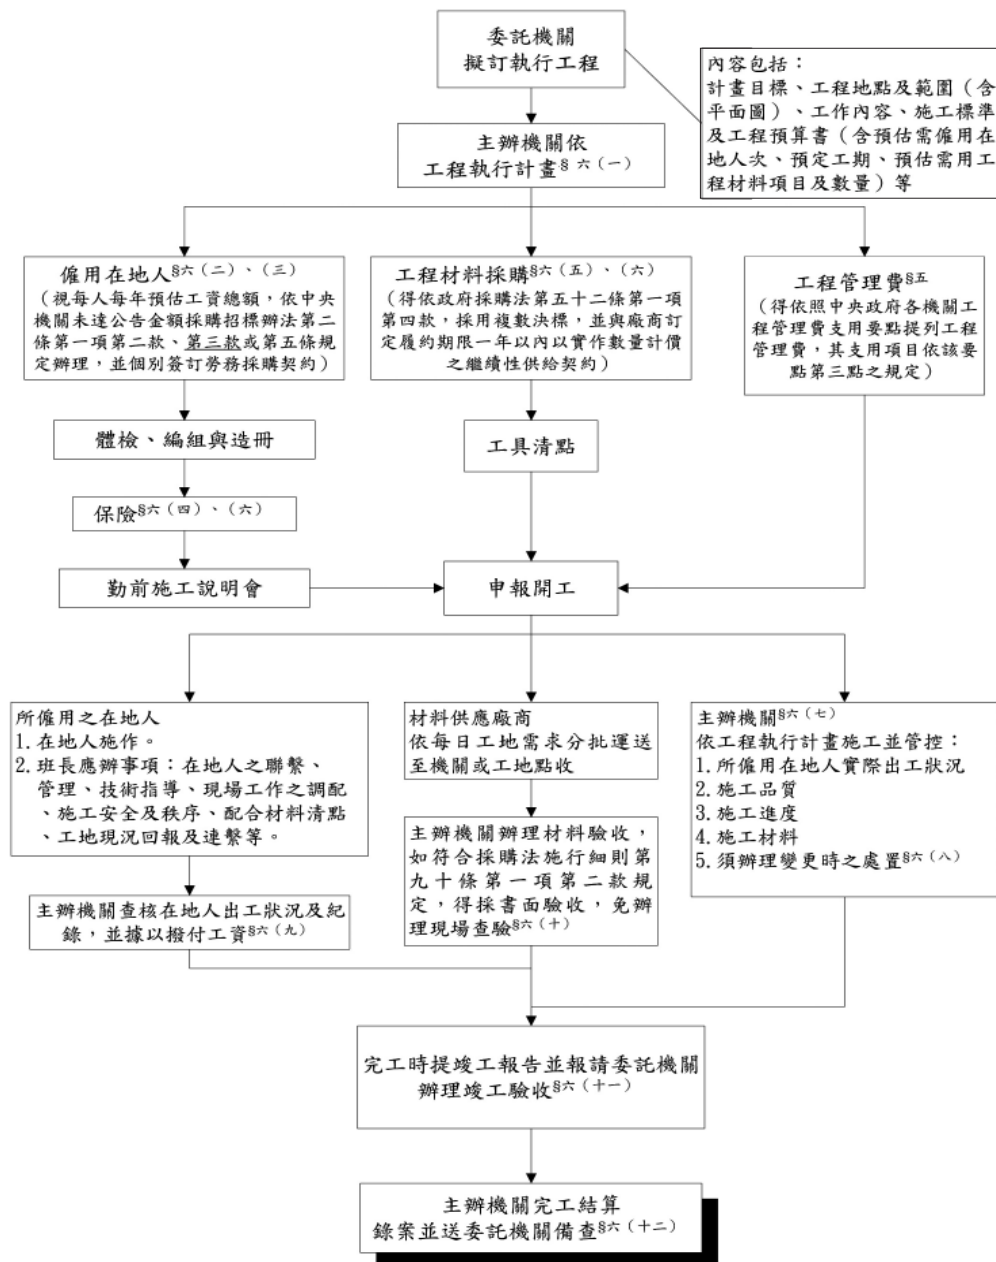 委託機關
擬訂執行工程
內容包括：
計畫目標、工程地點及範圍（含
平面圖）、工作內容、施工標準
及工程預算書（含預估需僱用在
地人次、預定工期、預估需用工
程材料項目及數量）等
主辦機關依
工程執行計畫§六（一）
僱用在地人§六（二）、（三）
（視每人每年預估工資總額，依中央
機關未達公告金額採購招標辦法第二
條第一項第二款、第三款或第五條規
定辦理，並個別簽訂勞務採購契約）
工程材料採購§六（五）、（六）
（得依政府採購法第五十二條第一項
第四款，採用複數決標，並與廠商訂
定履約期限一年以內以實作數量計價
之繼續性供給契約）
工程管理費§五
（得依照中央政府各機關工
程管理費支用要點提列工程
管理費，其支用項目依該要
點第三點之規定）
體檢、編組與造冊
工具清點
保險§六（四）、（六）
勤前施工說明會
申報開工
所僱用之在地人
1. 在地人施作。
2. 班長應辦事項：在地人之聯繫、
管理、技術指導、現場工作之調配
、施工安全及秩序、配合材料清點
、工地現況回報及連繫等。
材料供應廠商
依每日工地需求分批運送
至機關或工地點收
主辦機關§六（七）
依工程執行計畫施工並管控：
1. 所僱用在地人實際出工狀況
2. 施工品質
3. 施工進度
4. 施工材料
5. 須辦理變更時之處置§六（八）
主辦機關查核在地人出工狀況及紀
錄，並據以撥付工資§六（九）
主辦機關辦理材料驗收，
如符合採購法施行細則第
九十條第一項第二款規
定，得採書面驗收，免辦
理現場查驗§六（十）
完工時提竣工報告並報請委託機關
辦理竣工驗收§六（十一）
主辦機關完工結算
錄案並送委託機關備查§六（十二）